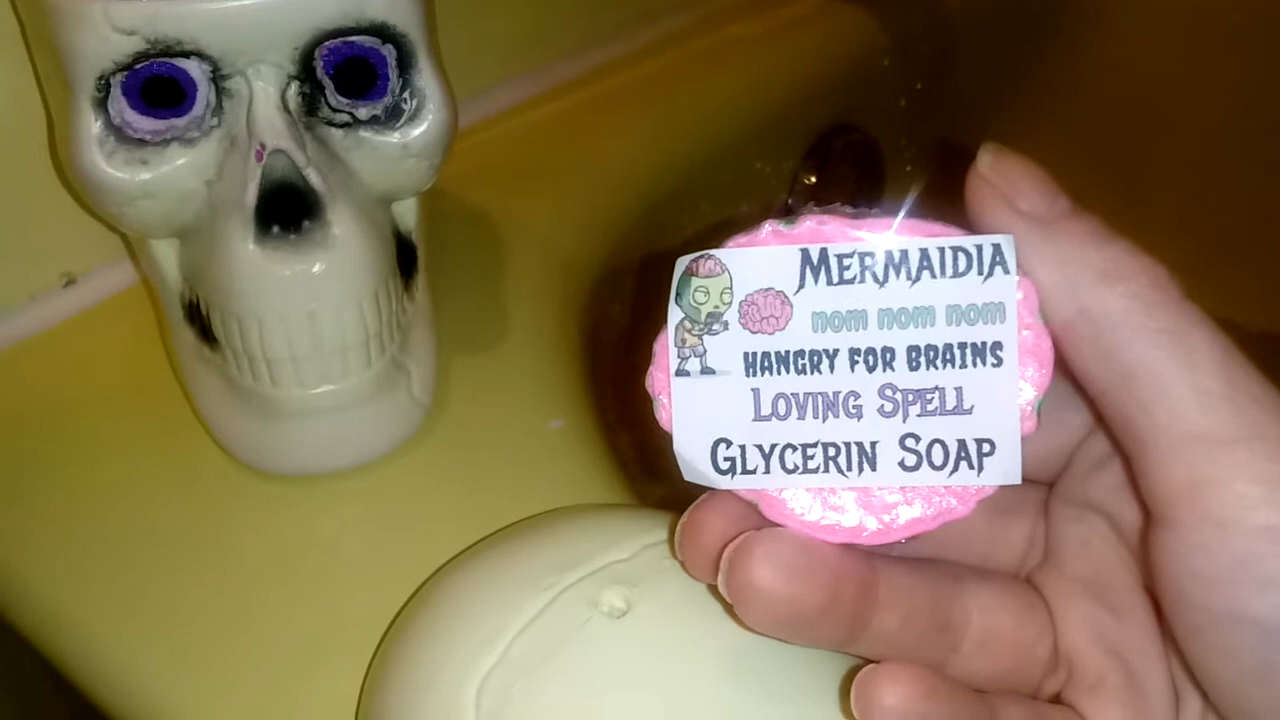 MERMAIDIA
nom nom nom
HANGRY FOR BRAINS
LOVING SPELL
GLYCERIN SOAP